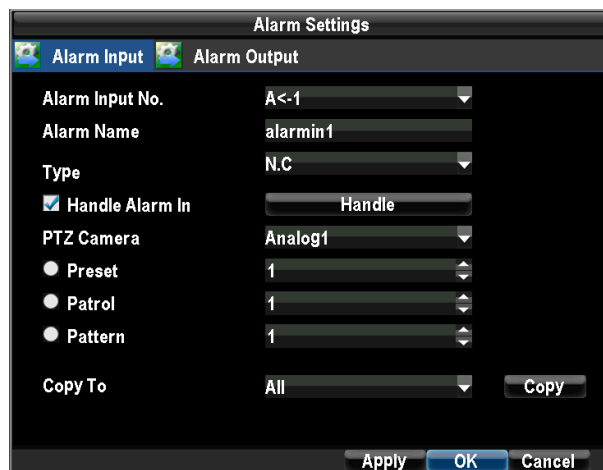 Alarm Settings
Alarm Input Alarm Output
Alarm Input No. A<-1
Alarm Name alarmin1
Type N.C
Handle Alarm In Handle
PTZ Camera Analog1
Preset 1
Patrol 1
Pattern 1
Copy To All Copy
Apply OK Cancel